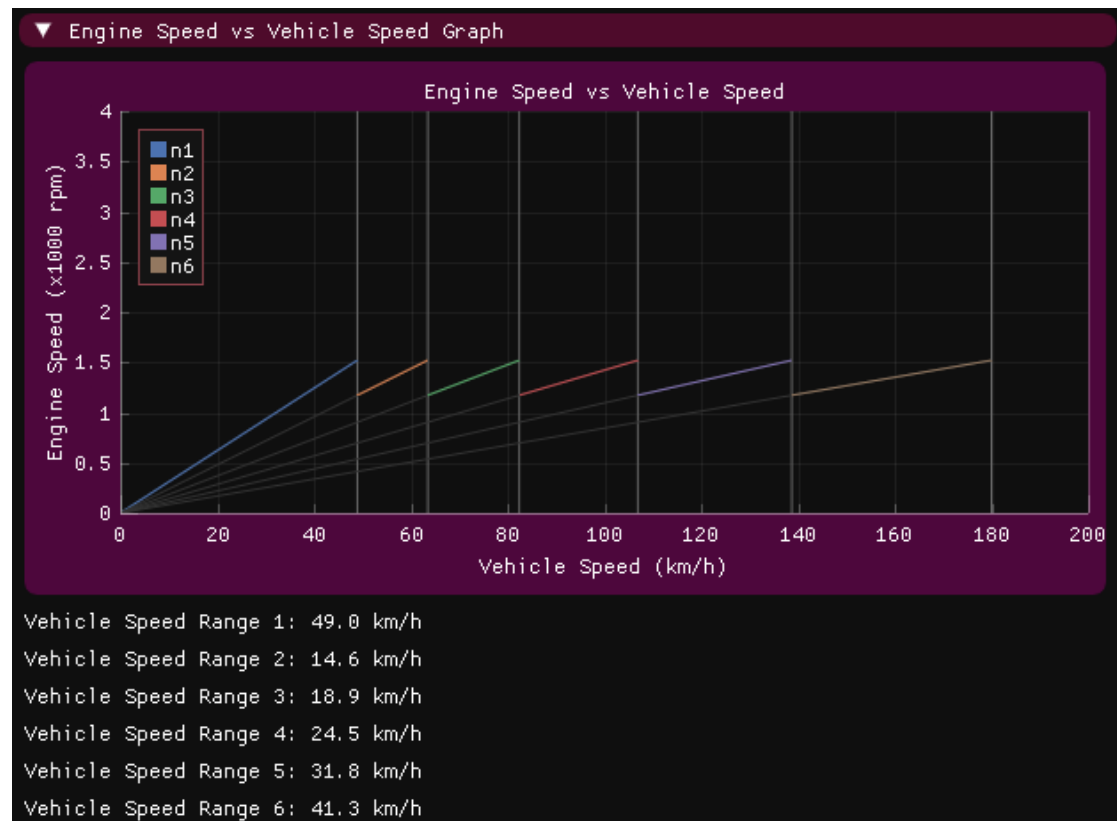 ▼ Engine Speed vs Vehicle Speed Graph
Engine Speed vs Vehicle Speed
Engine Speed (x1000 rpm)
4
3.5
3
2.5
2
1.5
1
0.5
0
n1
n2
n3
n4
n5
n6
0 20 40 60 80 100 120 140 160 180 200
Vehicle Speed (km/h)
Vehicle Speed Range 1: 49.0 km/h
Vehicle Speed Range 2: 14.6 km/h
Vehicle Speed Range 3: 18.9 km/h
Vehicle Speed Range 4: 24.5 km/h
Vehicle Speed Range 5: 31.8 km/h
Vehicle Speed Range 6: 41.3 km/h